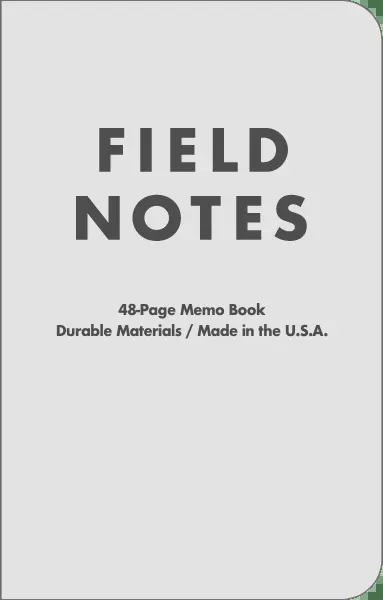 FIELD
NOTES
48-Page Memo Book
Durable Materials / Made in the U.S.A.